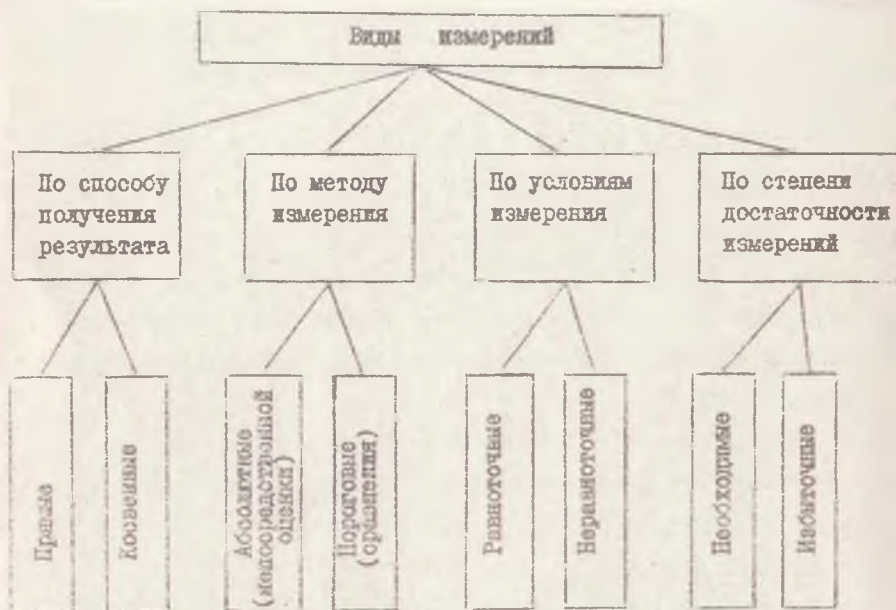 Виды измерений
По способу
получения
результата
По методу
измерения
По условиям
измерения
По степени
достаточности
измерений
Прямые
Косвенные
Абсолютные
(непосредственной
оценки)
Пороговые
(сравнения)
Равноточные
Неравноточные
Необходимые
Избыточные